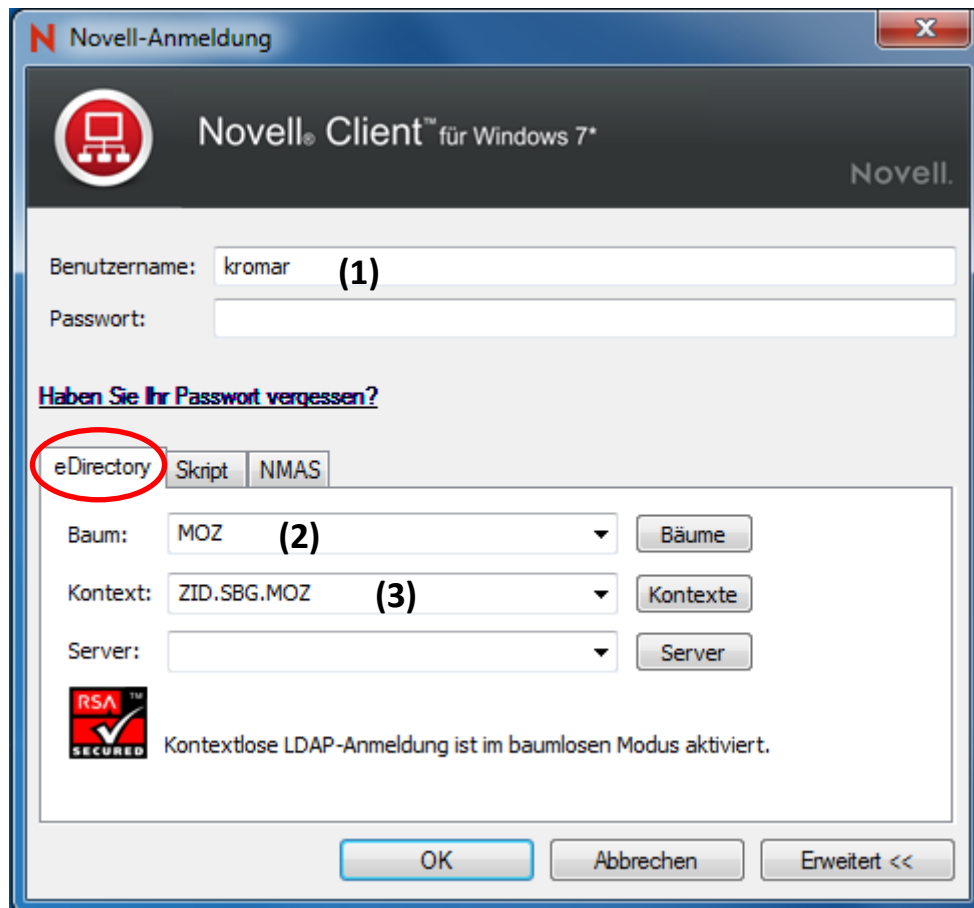 N Novell-Anmeldung
Novell® Client™ für Windows 7*
Novell.
Benutzername: kromar (1)
Passwort:
Haben Sie Ihr Passwort vergessen?
eDirectory Skript NMAS
Baum: MOZ (2) Bäume
Kontext: ZID.SBG.MOZ (3) Kontexte
Server: Server
RSA™
SECURED
Kontextlose LDAP-Anmeldung ist im baumlosen Modus aktiviert.
OK Abbrechen Erweitert <<